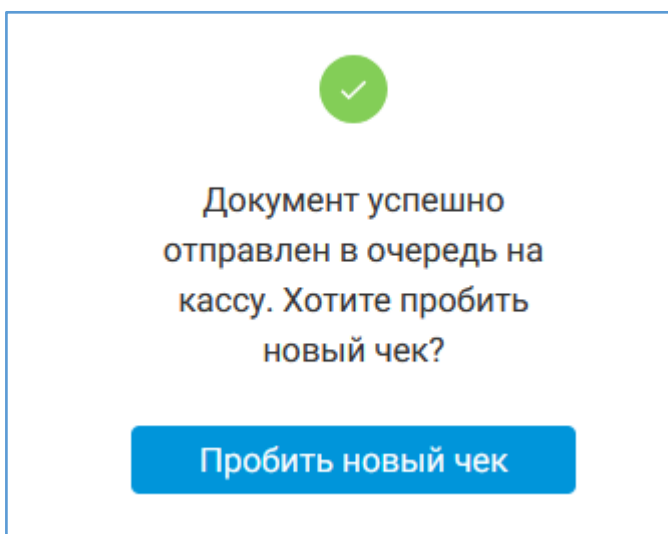 Документ успешно
отправлен в очередь на
кассу. Хотите пробить
новый чек?
Пробить новый чек